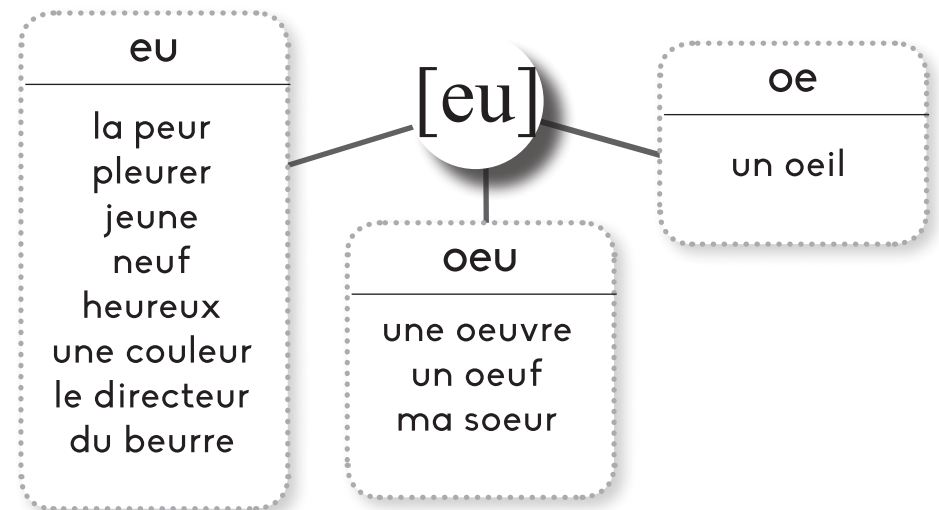 eu
la peur
pleurer
jeune
neuf
heureux
une couleur
le directeur
du beurre
[eu]
oeu
une oeuvre
un oeuf
ma soeur
oe
un oeil